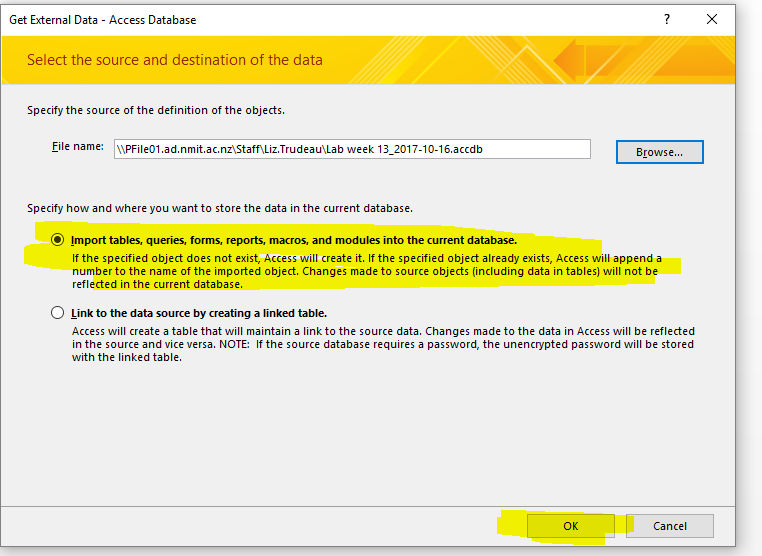 Get External Data - Access Database
?
Select the source and destination of the data
Specify the source of the definition of the objects.
File name:
\\PFile01.ad.nmit.ac.nz\Staff\Liz.Trudeau\Lab week 13_2017-10-16.accdb
Browse...
Specify how and where you want to store the data in the current database.
Import tables, queries, forms, reports, macros, and modules into the current database.
If the specified object does not exist, Access will create it. If the specified object already exists, Access will append a
number to the name of the imported object. Changes made to source objects (including data in tables) will not be
reflected in the current database.
Link to the data source by creating a linked table.
Access will create a table that will maintain a link to the source data. Changes made to the data in Access will be reflected
in the source and vice versa. NOTE:  If the source database requires a password, the unencrypted password will be stored
with the linked table.
OK
Cancel